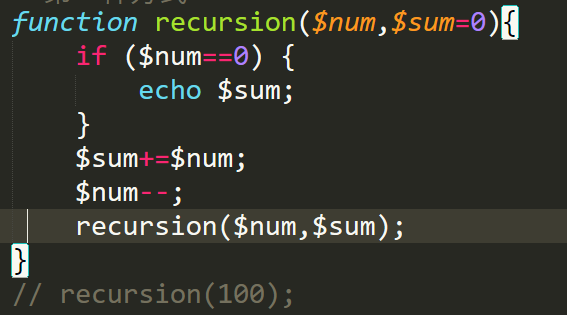 function recursion($num,$sum=0){
if ($num==0) {
echo $sum;
}
$sum+=$num;
$num--;
recursion($num,$sum);
}
// recursion(100);